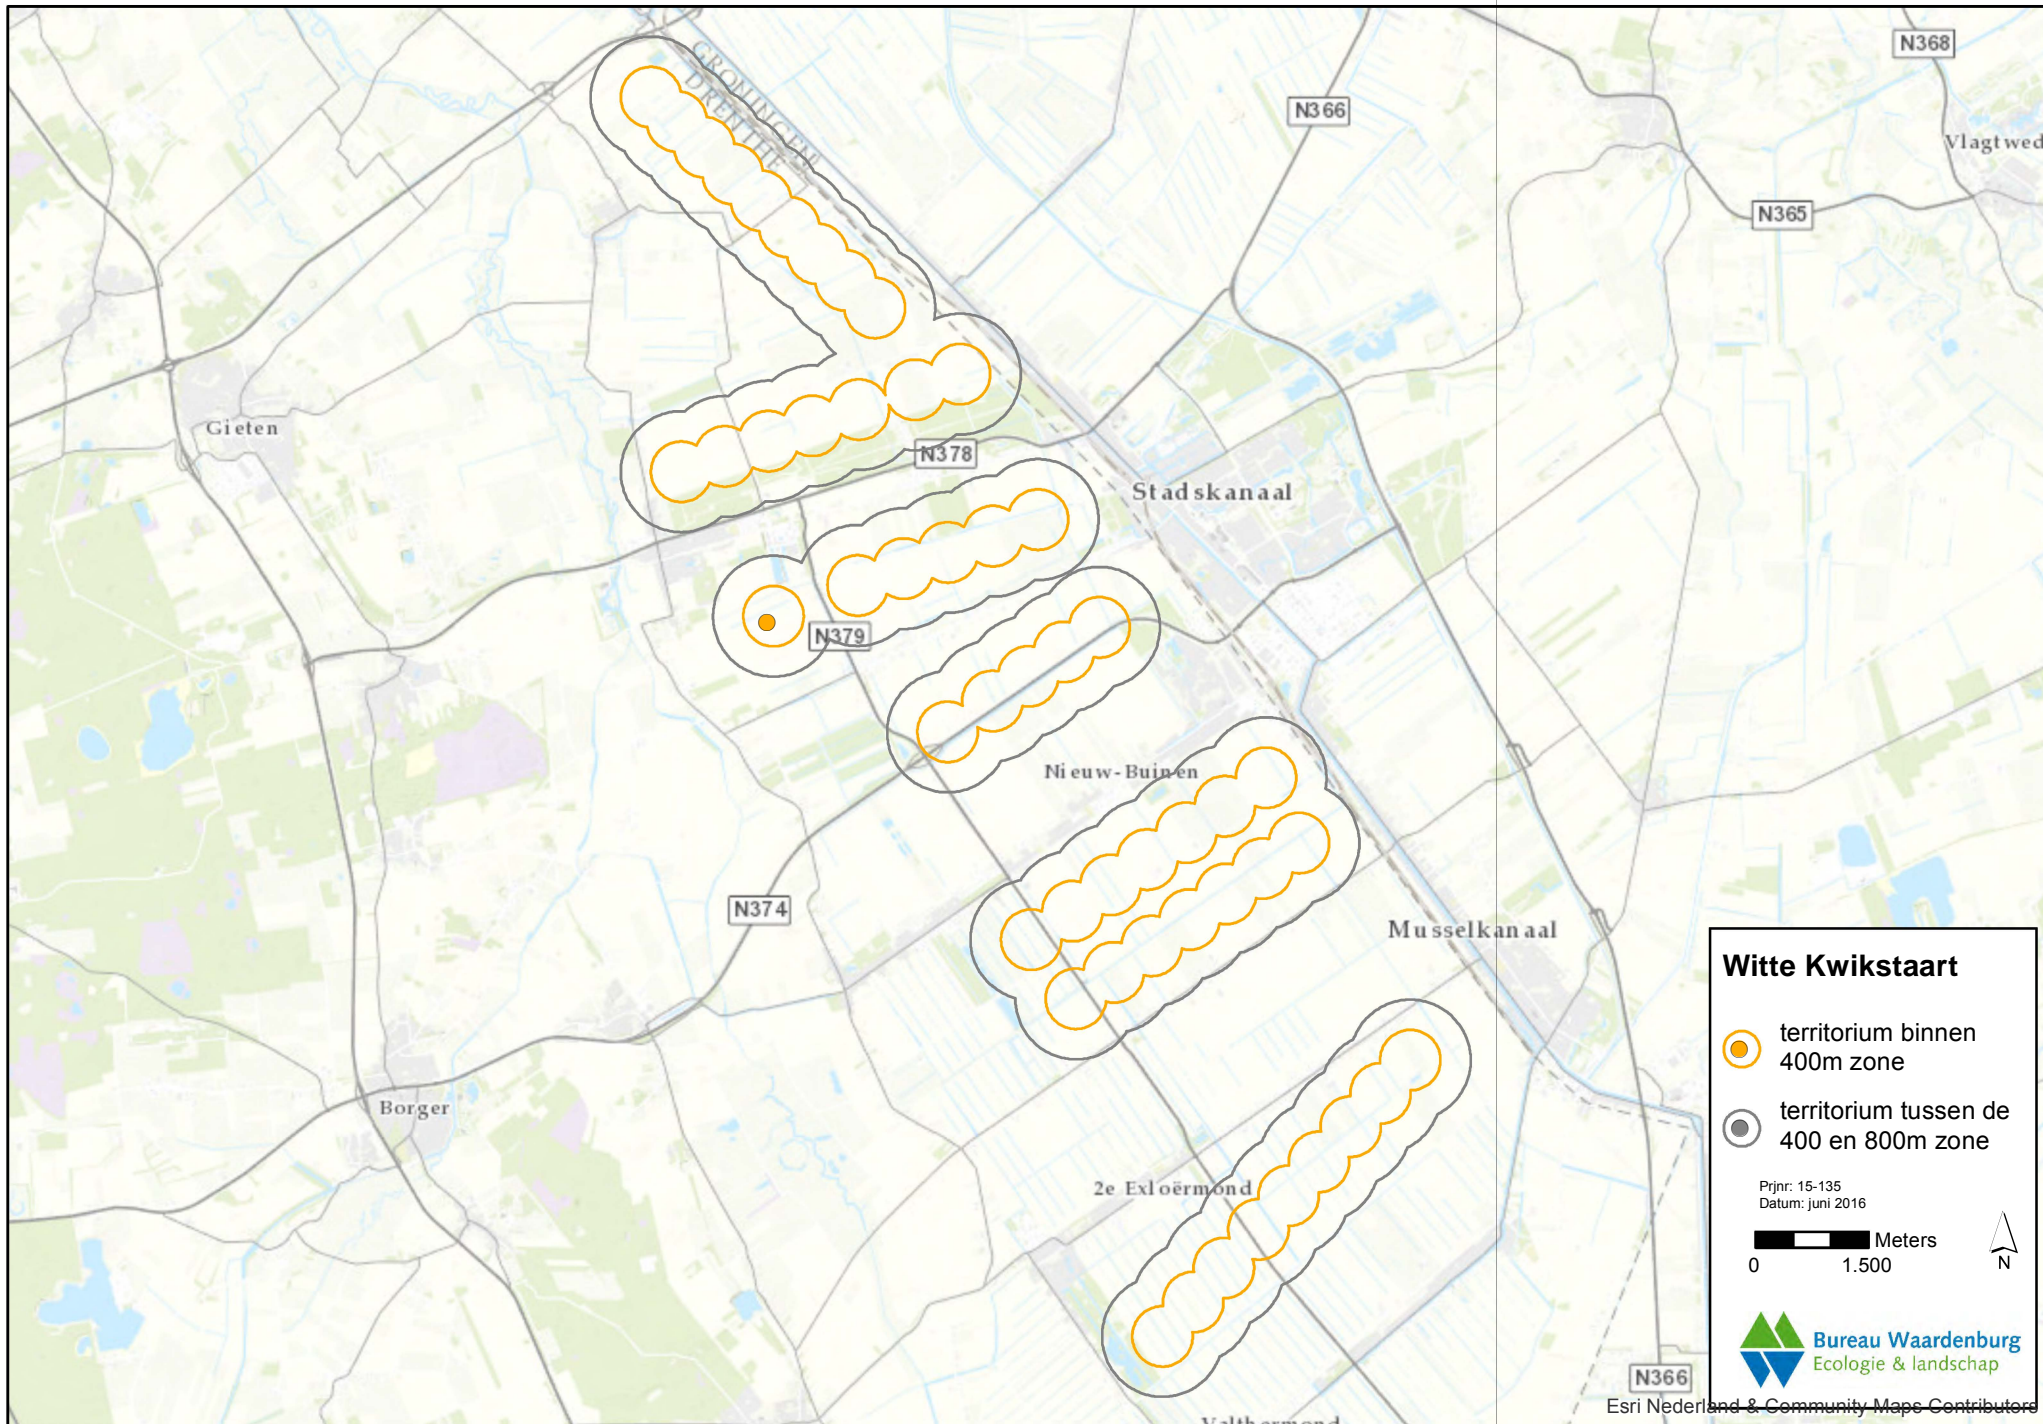 N368
GRONINGEN
DRENTHE
N366
Vlagtwed
N365
Gieten
N378
Stadskanaal
N379
Nieuw-Buinen
N374
Musselkanaal
Borger
2e Exloërmond
N366
Valthermond
Witte Kwikstaart
territorium binnen
400m zone
territorium tussen de
400 en 800m zone
Prjnr: 15-135
Datum: juni 2016
Meters
0 1.500
N
Bureau Waardenburg
Ecologie & landschap
Esri Nederland & Community Maps Contributors